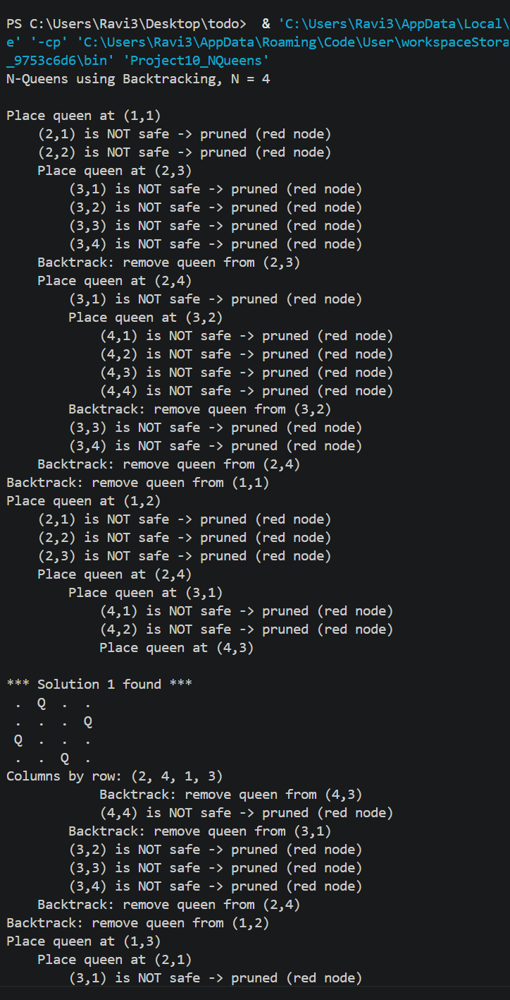 PS C:\Users\Ravi3\Desktop\todo>  & 'C:\Users\Ravi3\AppData\Local\
e' '-cp' 'C:\Users\Ravi3\AppData\Roaming\Code\User\workspaceStora
_9753c6d6\bin' 'Project10_NQueens'
N-Queens using Backtracking, N = 4

Place queen at (1,1)
    (2,1) is NOT safe -> pruned (red node)
    (2,2) is NOT safe -> pruned (red node)
    Place queen at (2,3)
        (3,1) is NOT safe -> pruned (red node)
        (3,2) is NOT safe -> pruned (red node)
        (3,3) is NOT safe -> pruned (red node)
        (3,4) is NOT safe -> pruned (red node)
    Backtrack: remove queen from (2,3)
    Place queen at (2,4)
        (3,1) is NOT safe -> pruned (red node)
        Place queen at (3,2)
            (4,1) is NOT safe -> pruned (red node)
            (4,2) is NOT safe -> pruned (red node)
            (4,3) is NOT safe -> pruned (red node)
            (4,4) is NOT safe -> pruned (red node)
        Backtrack: remove queen from (3,2)
        (3,3) is NOT safe -> pruned (red node)
        (3,4) is NOT safe -> pruned (red node)
    Backtrack: remove queen from (2,4)
Backtrack: remove queen from (1,1)
Place queen at (1,2)
    (2,1) is NOT safe -> pruned (red node)
    (2,2) is NOT safe -> pruned (red node)
    (2,3) is NOT safe -> pruned (red node)
    Place queen at (2,4)
        Place queen at (3,1)
            (4,1) is NOT safe -> pruned (red node)
            (4,2) is NOT safe -> pruned (red node)
            Place queen at (4,3)

*** Solution 1 found ***
 .  Q  .  .
 .  .  .  Q
 Q  .  .  .
 .  .  Q  .
Columns by row: (2, 4, 1, 3)
            Backtrack: remove queen from (4,3)
            (4,4) is NOT safe -> pruned (red node)
        Backtrack: remove queen from (3,1)
        (3,2) is NOT safe -> pruned (red node)
        (3,3) is NOT safe -> pruned (red node)
        (3,4) is NOT safe -> pruned (red node)
    Backtrack: remove queen from (2,4)
Backtrack: remove queen from (1,2)
Place queen at (1,3)
    Place queen at (2,1)
        (3,1) is NOT safe -> pruned (red node)